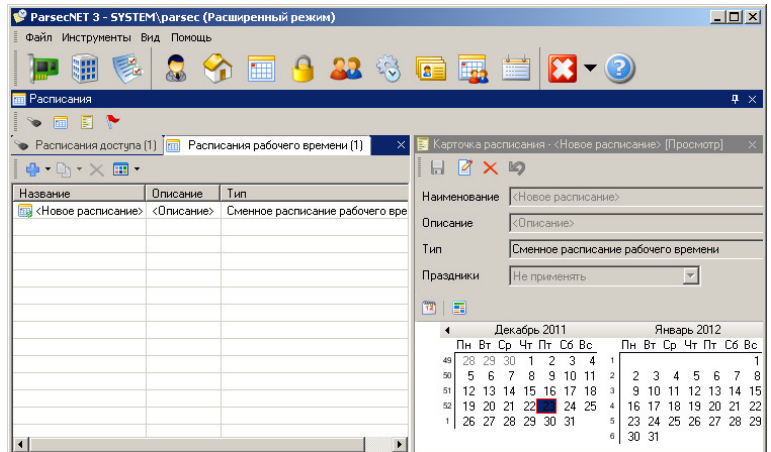 ParsecNET 3 - SYSTEM\parsec (Расширенный режим)
Файл Инструменты Вид Помощь
Расписания
Расписания доступа (1) Расписания рабочего времени (1)
Название Описание Тип
<Новое расписание> <Описание> Сменное расписание рабочего вре
Карточка расписания - <Новое расписание> [Просмотр]
Наименование <Новое расписание>
Описание <Описание>
Тип Сменное расписание рабочего времени
Праздники Не применять
Декабрь 2011 Январь 2012
Пн Вт Ср Чт Пт Сб Вс Пн Вт Ср Чт Пт Сб Вс
49 28 29 30 1 2 3 4 1 1
50 5 6 7 8 9 10 11 2 2 3 4 5 6 7 8
51 12 13 14 15 16 17 18 3 9 10 11 12 13 14 15
52 19 20 21 22 23 24 25 4 16 17 18 19 20 21 22
1 26 27 28 29 30 31 5 23 24 25 26 27 28 29
6 30 31